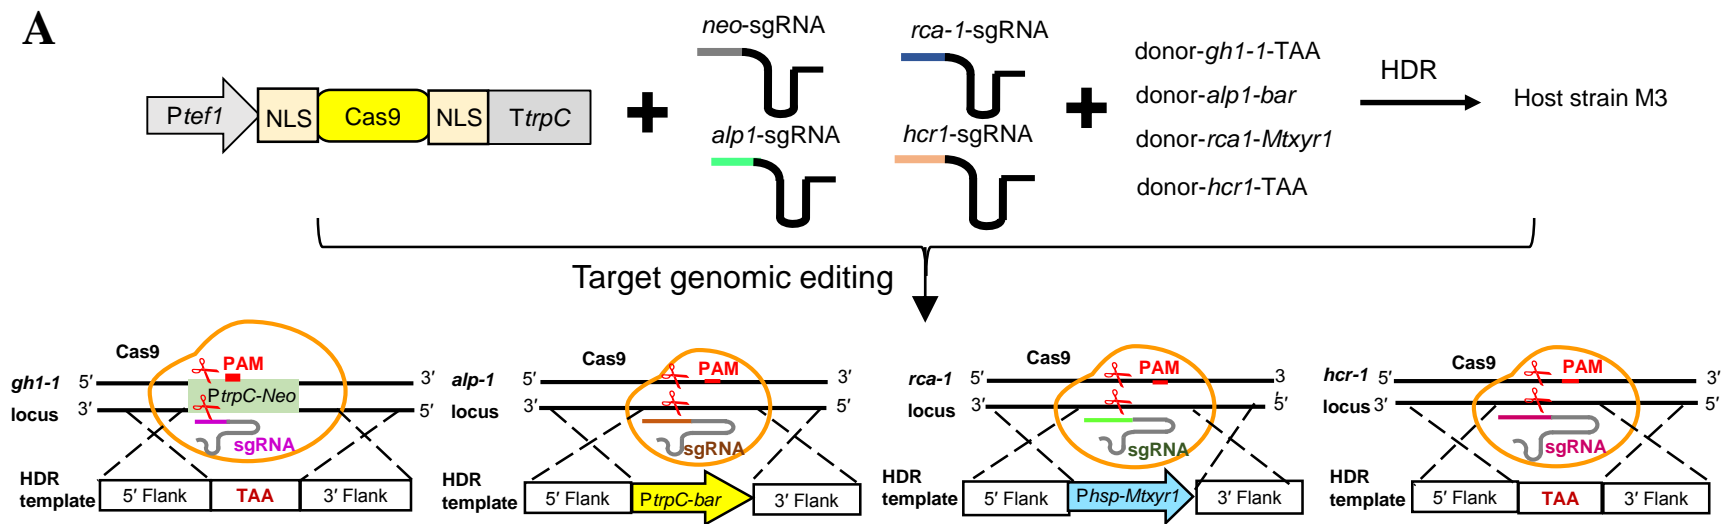 A
neo-sgRNA
rca-1-sgRNA
alp1-sgRNA
hcr1-sgRNA
Ptef1
NLS
Cas9
NLS
TtrpC
+
+
donor-gh1-1-TAA
donor-alp1-bar
donor-rca1-Mtxyr1
donor-hcr1-TAA
HDR
Host strain M3
Target genomic editing
gh1-1
locus
5′
3′
3′
5′
Cas9
PAM
PtrpC-Neo
sgRNA
HDR
template
5′ Flank
TAA
3′ Flank
alp-1
locus
5′
3′
3′
5′
Cas9
PAM
sgRNA
HDR
template
5′ Flank
PtrpC-bar
3′ Flank
rca-1
locus
5′
3
3′
5′
Cas9
PAM
sgRNA
HDR
template
5′ Flank
Phsp-Mtxyr1
3′ Flank
hcr-1
locus
5′
3′
3′
5′
Cas9
PAM
sgRNA
HDR
template
5′ Flank
TAA
3′ Flank